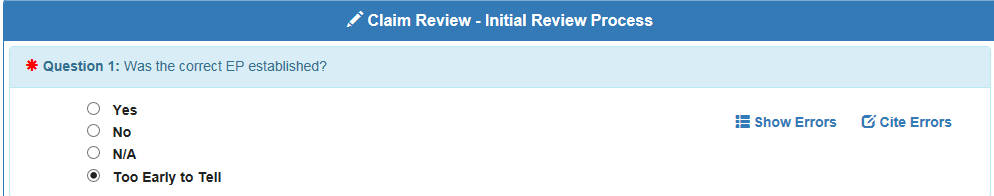 Claim Review - Initial Review Process
* Question 1: Was the correct EP established?
Yes
No
N/A
Too Early to Tell
Show Errors Cite Errors